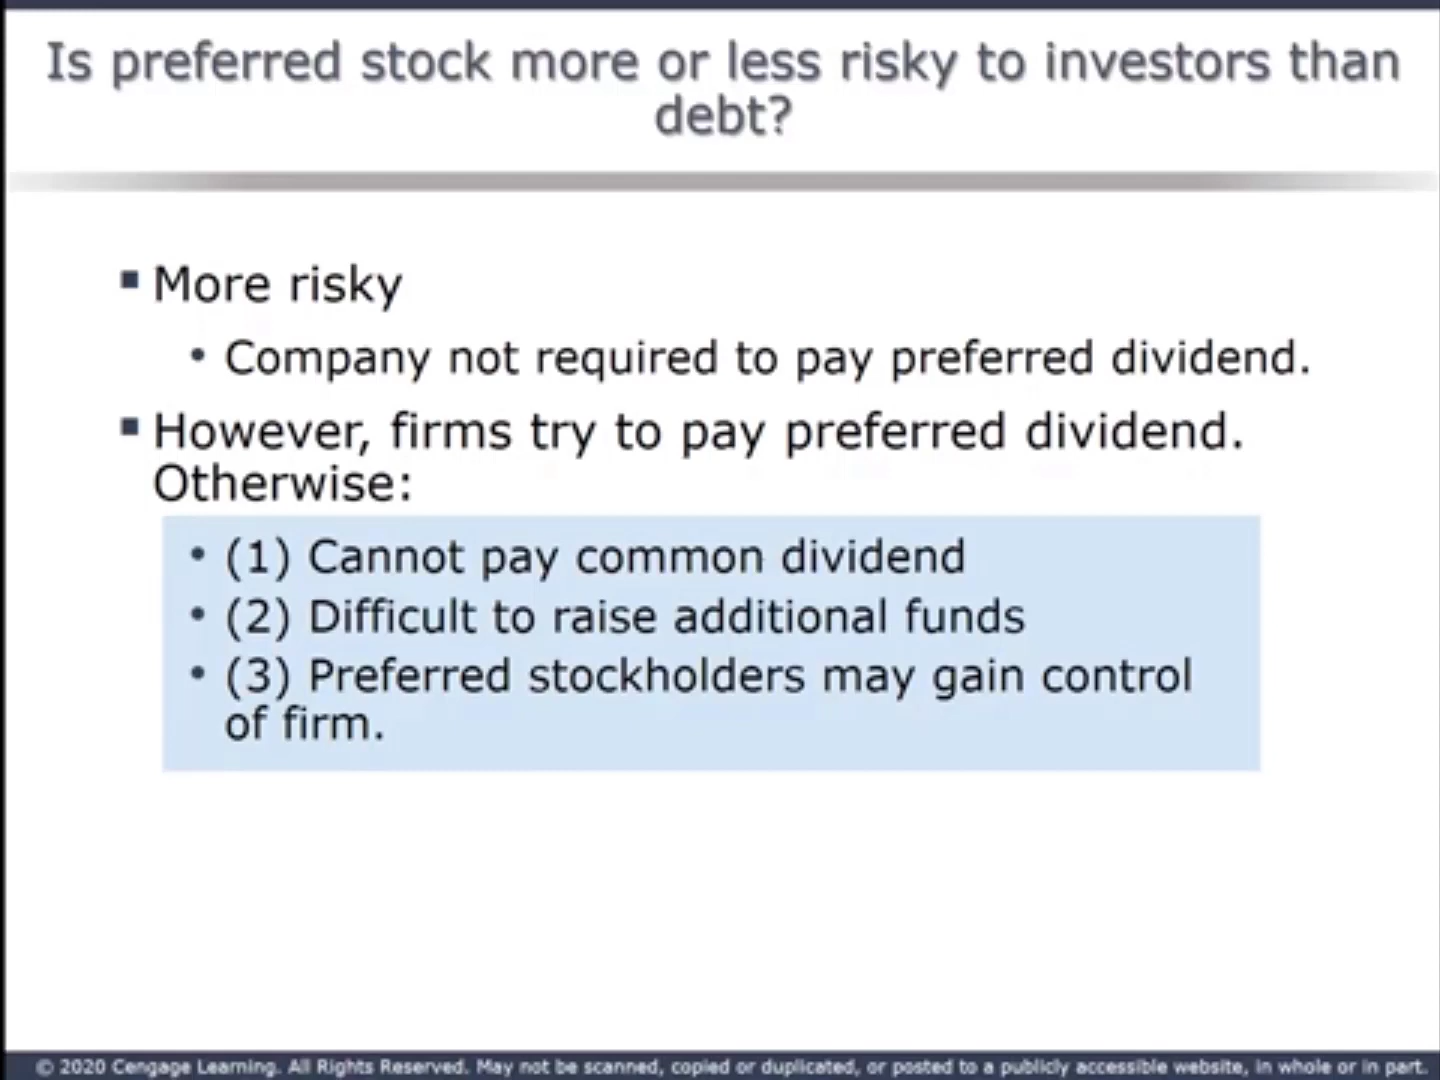 Is preferred stock more or less risky to investors than
debt?
▪ More risky
• Company not required to pay preferred dividend.
▪ However, firms try to pay preferred dividend.
Otherwise:
• (1) Cannot pay common dividend
• (2) Difficult to raise additional funds
• (3) Preferred stockholders may gain control
of firm.
© 2020 Cengage Learning. All Rights Reserved. May not be scanned, copied or duplicated, or posted to a publicly accessible website, in whole or in part.